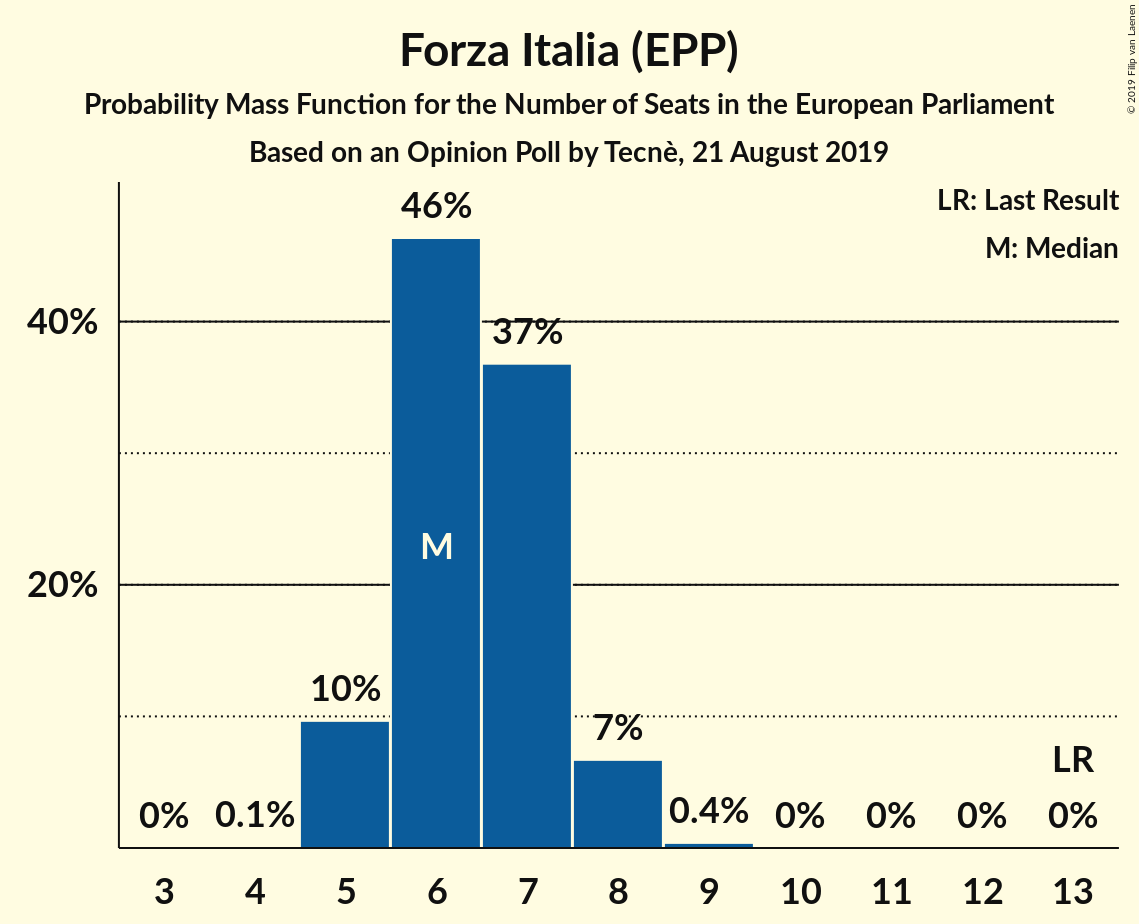 Forza Italia (EPP)
Probability Mass Function for the Number of Seats in the European Parliament
Based on an Opinion Poll by Tecnè, 21 August 2019
© 2019 Filip van Laenen
LR: Last Result
M: Median
46%
40%
37%
M
20%
10%
7%
LR
0% 0.1% 0.4% 0% 0% 0% 0%
3 4 5 6 7 8 9 10 11 12 13